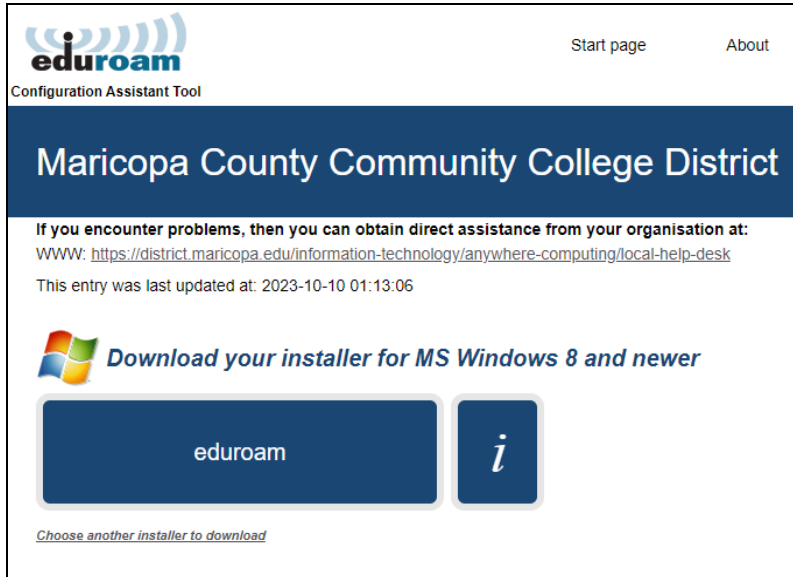 eduroam
Start page About
Configuration Assistant Tool
Maricopa County Community College District
If you encounter problems, then you can obtain direct assistance from your organisation at:
WWW: https://district.maricopa.edu/information-technology/anywhere-computing/local-help-desk
This entry was last updated at: 2023-10-10 01:13:06
Download your installer for MS Windows 8 and newer
eduroam i
Choose another installer to download